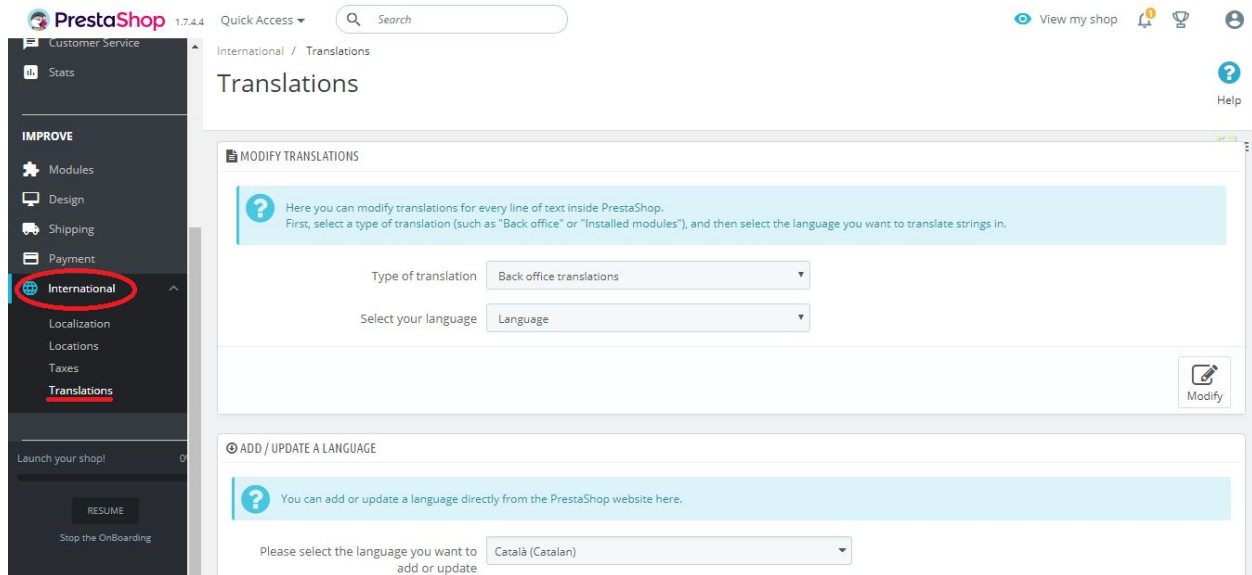 PrestaShop 1.7.4.4 Quick Access Search View my shop 1
Customer Service
Stats
IMPROVE
Modules
Design
Shipping
Payment
International
Localization
Locations
Taxes
Translations
Launch your shop!
RESUME
Stop the OnBoarding
International / Translations
Translations
Help
MODIFY TRANSLATIONS
Here you can modify translations for every line of text inside PrestaShop.
First, select a type of translation (such as "Back office" or "Installed modules"), and then select the language you want to translate strings in.
Type of translation Back office translations
Select your language Language
Modify
ADD / UPDATE A LANGUAGE
You can add or update a language directly from the PrestaShop website here.
Please select the language you want to Català (Catalan)
add or update